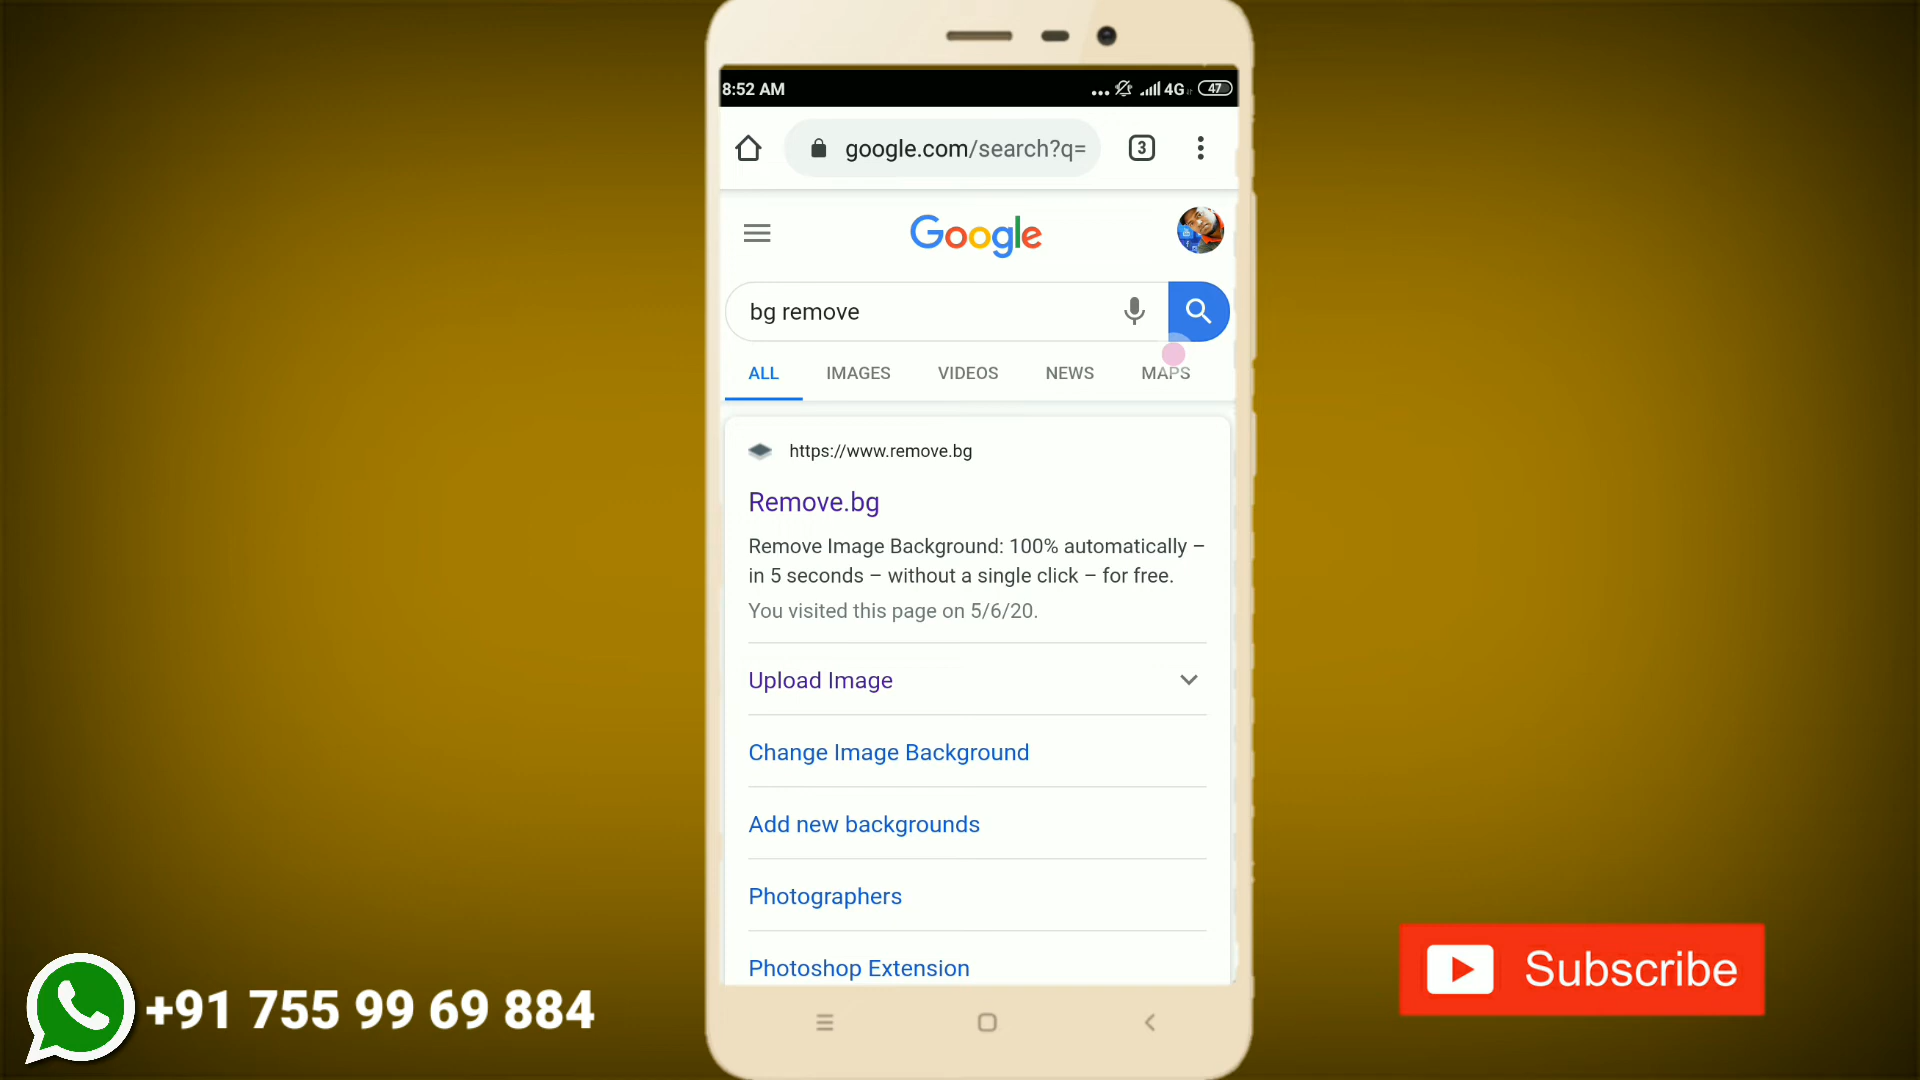 8:52 AM
4G 47
google.com/search?q=
3
Google
bg remove
ALL IMAGES VIDEOS NEWS MAPS
https://www.remove.bg
Remove.bg
Remove Image Background: 100% automatically –
in 5 seconds – without a single click – for free.
You visited this page on 5/6/20.
Upload Image
Change Image Background
Add new backgrounds
Photographers
Photoshop Extension
+91 755 99 69 884
Subscribe